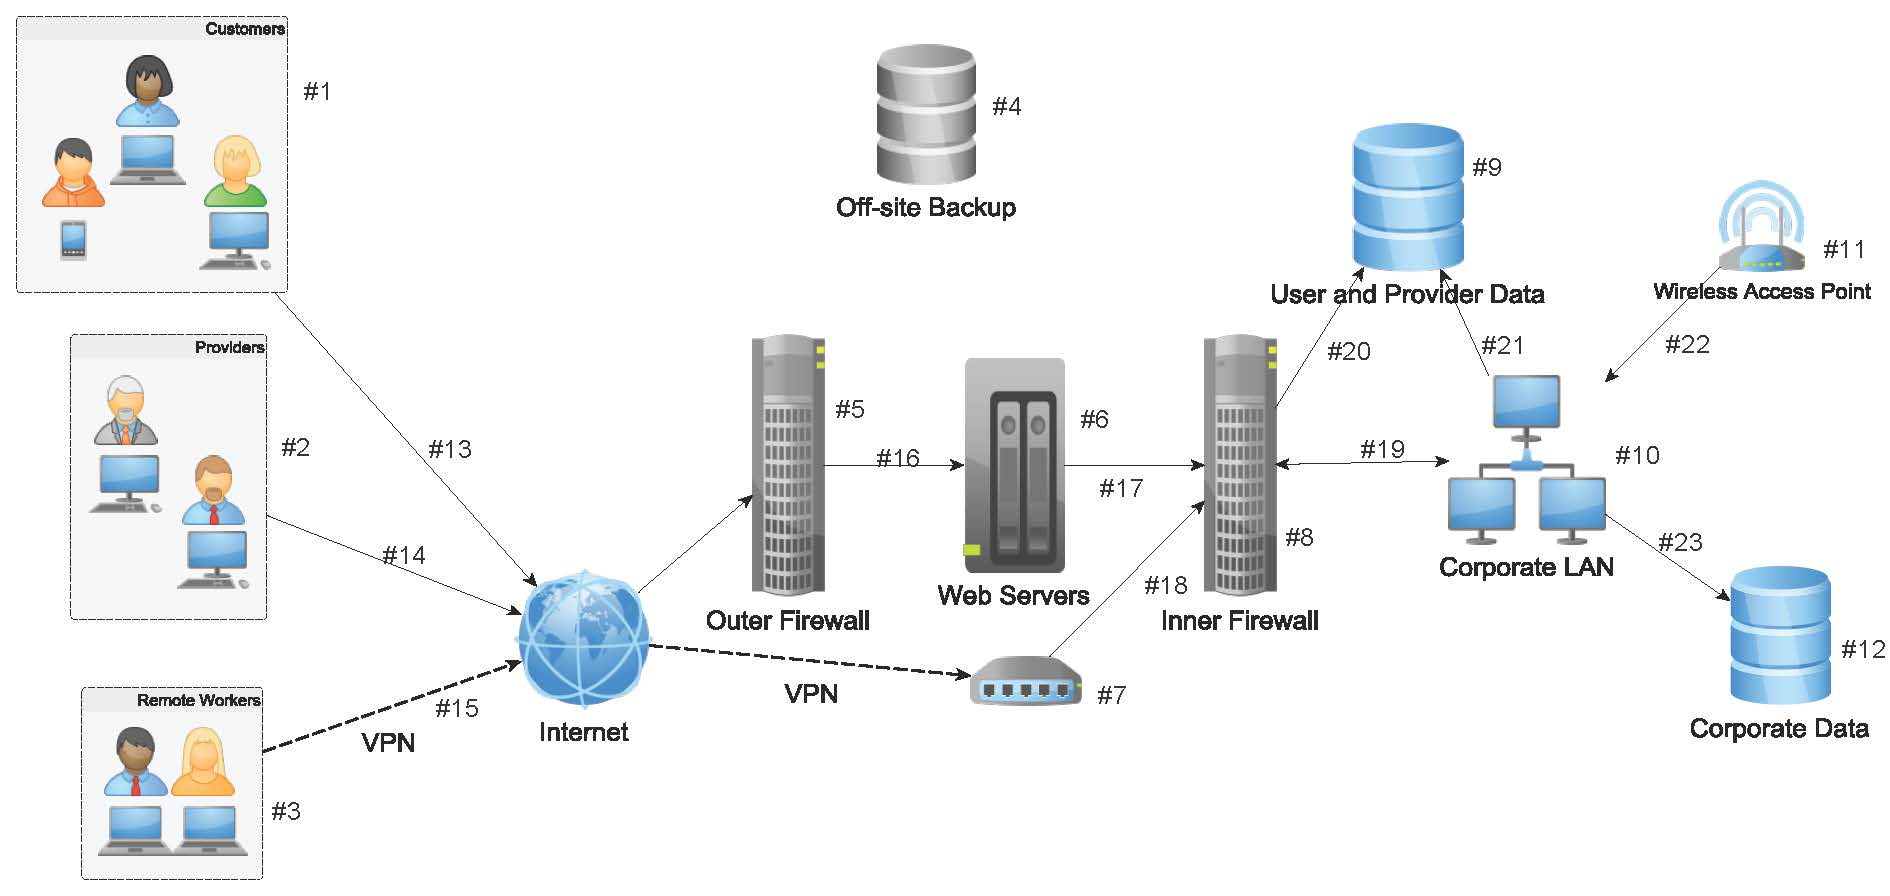 Customers
#1
#4
Off-site Backup
#9
User and Provider Data
#11
Wireless Access Point
Providers
#2
#13
#14
#5
Outer Firewall
#16
#6
Web Servers
#17
#18
#8
Inner Firewall
#20
#21
#22
#19
#10
Corporate LAN
#23
#12
Corporate Data
Remote Workers
#3
#15
VPN
Internet
VPN
#7